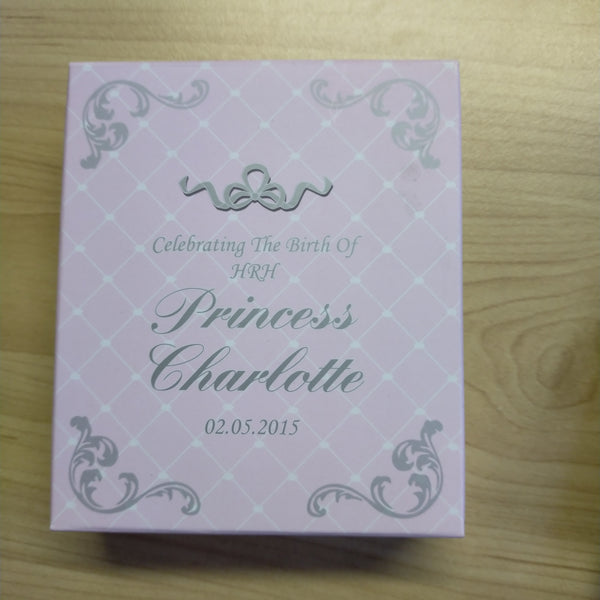 Celebrating The Birth Of
HRH
Princess
Charlotte
02.05.2015